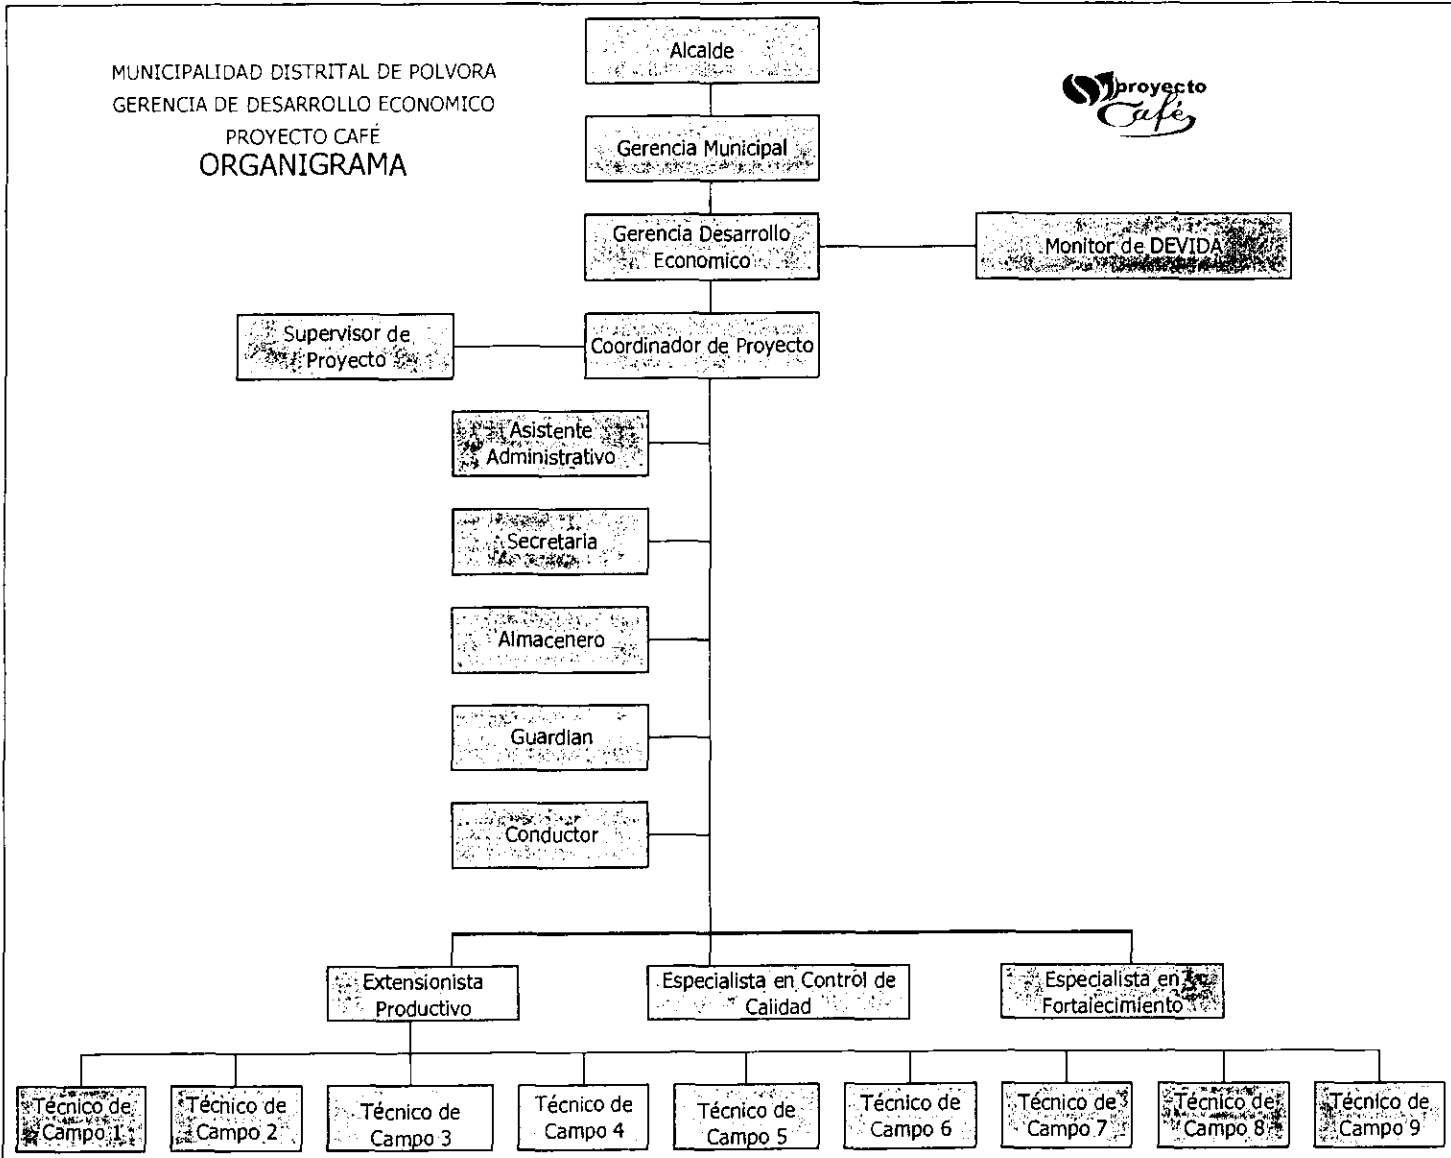 MUNICIPALIDAD DISTRITAL DE POLVORA
GERENCIA DE DESARROLLO ECONOMICO
PROYECTO CAFÉ
ORGANIGRAMA
proyecto
Café
Alcalde
Gerencia Municipal
Gerencia Desarrollo
Economico
Monitor de DEVIDA
Supervisor de
Proyecto
Coordinador de Proyecto
Asistente
Administrativo
Secretaria
Almacenero
Guardian
Conductor
Extensionista
Productivo
Especialista en Control de
Calidad
Especialista en
Fortalecimiento
Técnico de
Campo 1
Técnico de
Campo 2
Técnico de
Campo 3
Técnico de
Campo 4
Técnico de
Campo 5
Técnico de
Campo 6
Técnico de
Campo 7
Técnico de
Campo 8
Técnico de
Campo 9